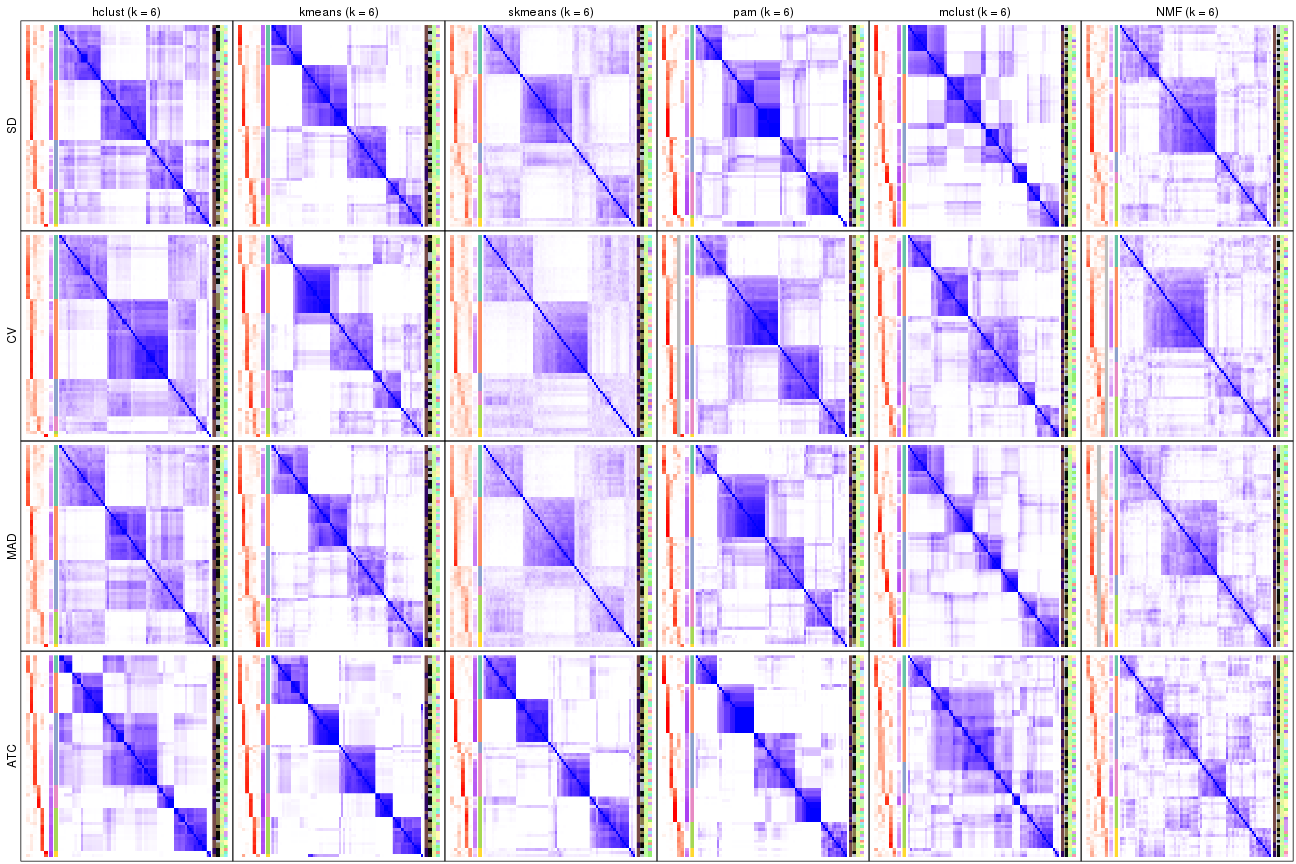 hclust (k = 6) kmeans (k = 6) skmeans (k = 6) pam (k = 6) mclust (k = 6) NMF (k = 6)
SD
CV
MAD
ATC